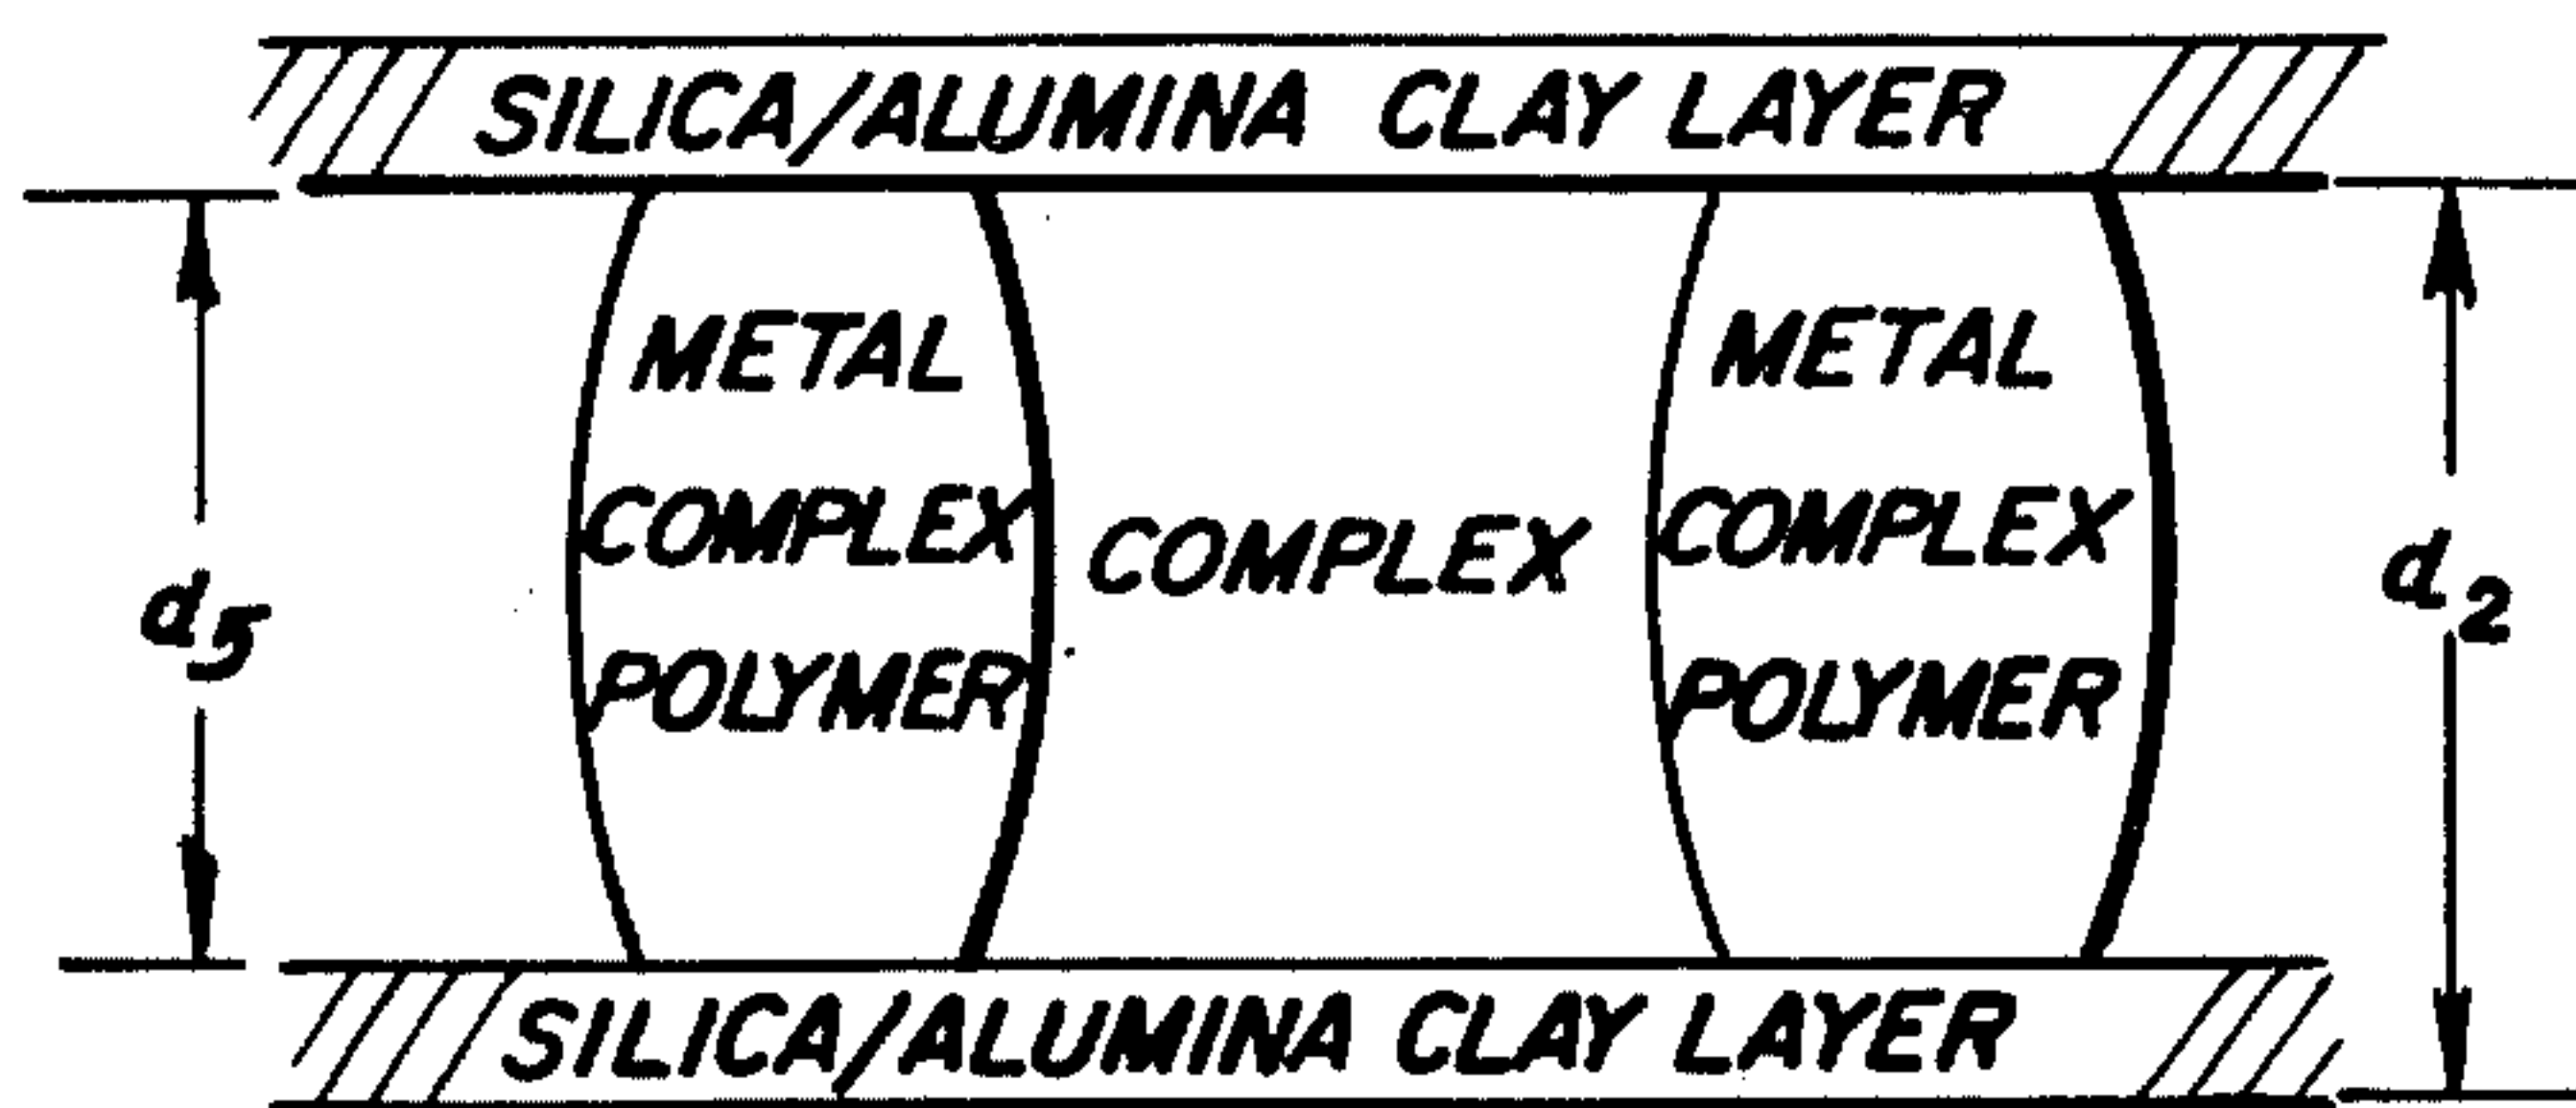 SILICA/ALUMINA CLAY LAYER
METAL
COMPLEX
POLYMER
COMPLEX
METAL
COMPLEX
POLYMER
d5
d2
SILICA/ALUMINA CLAY LAYER